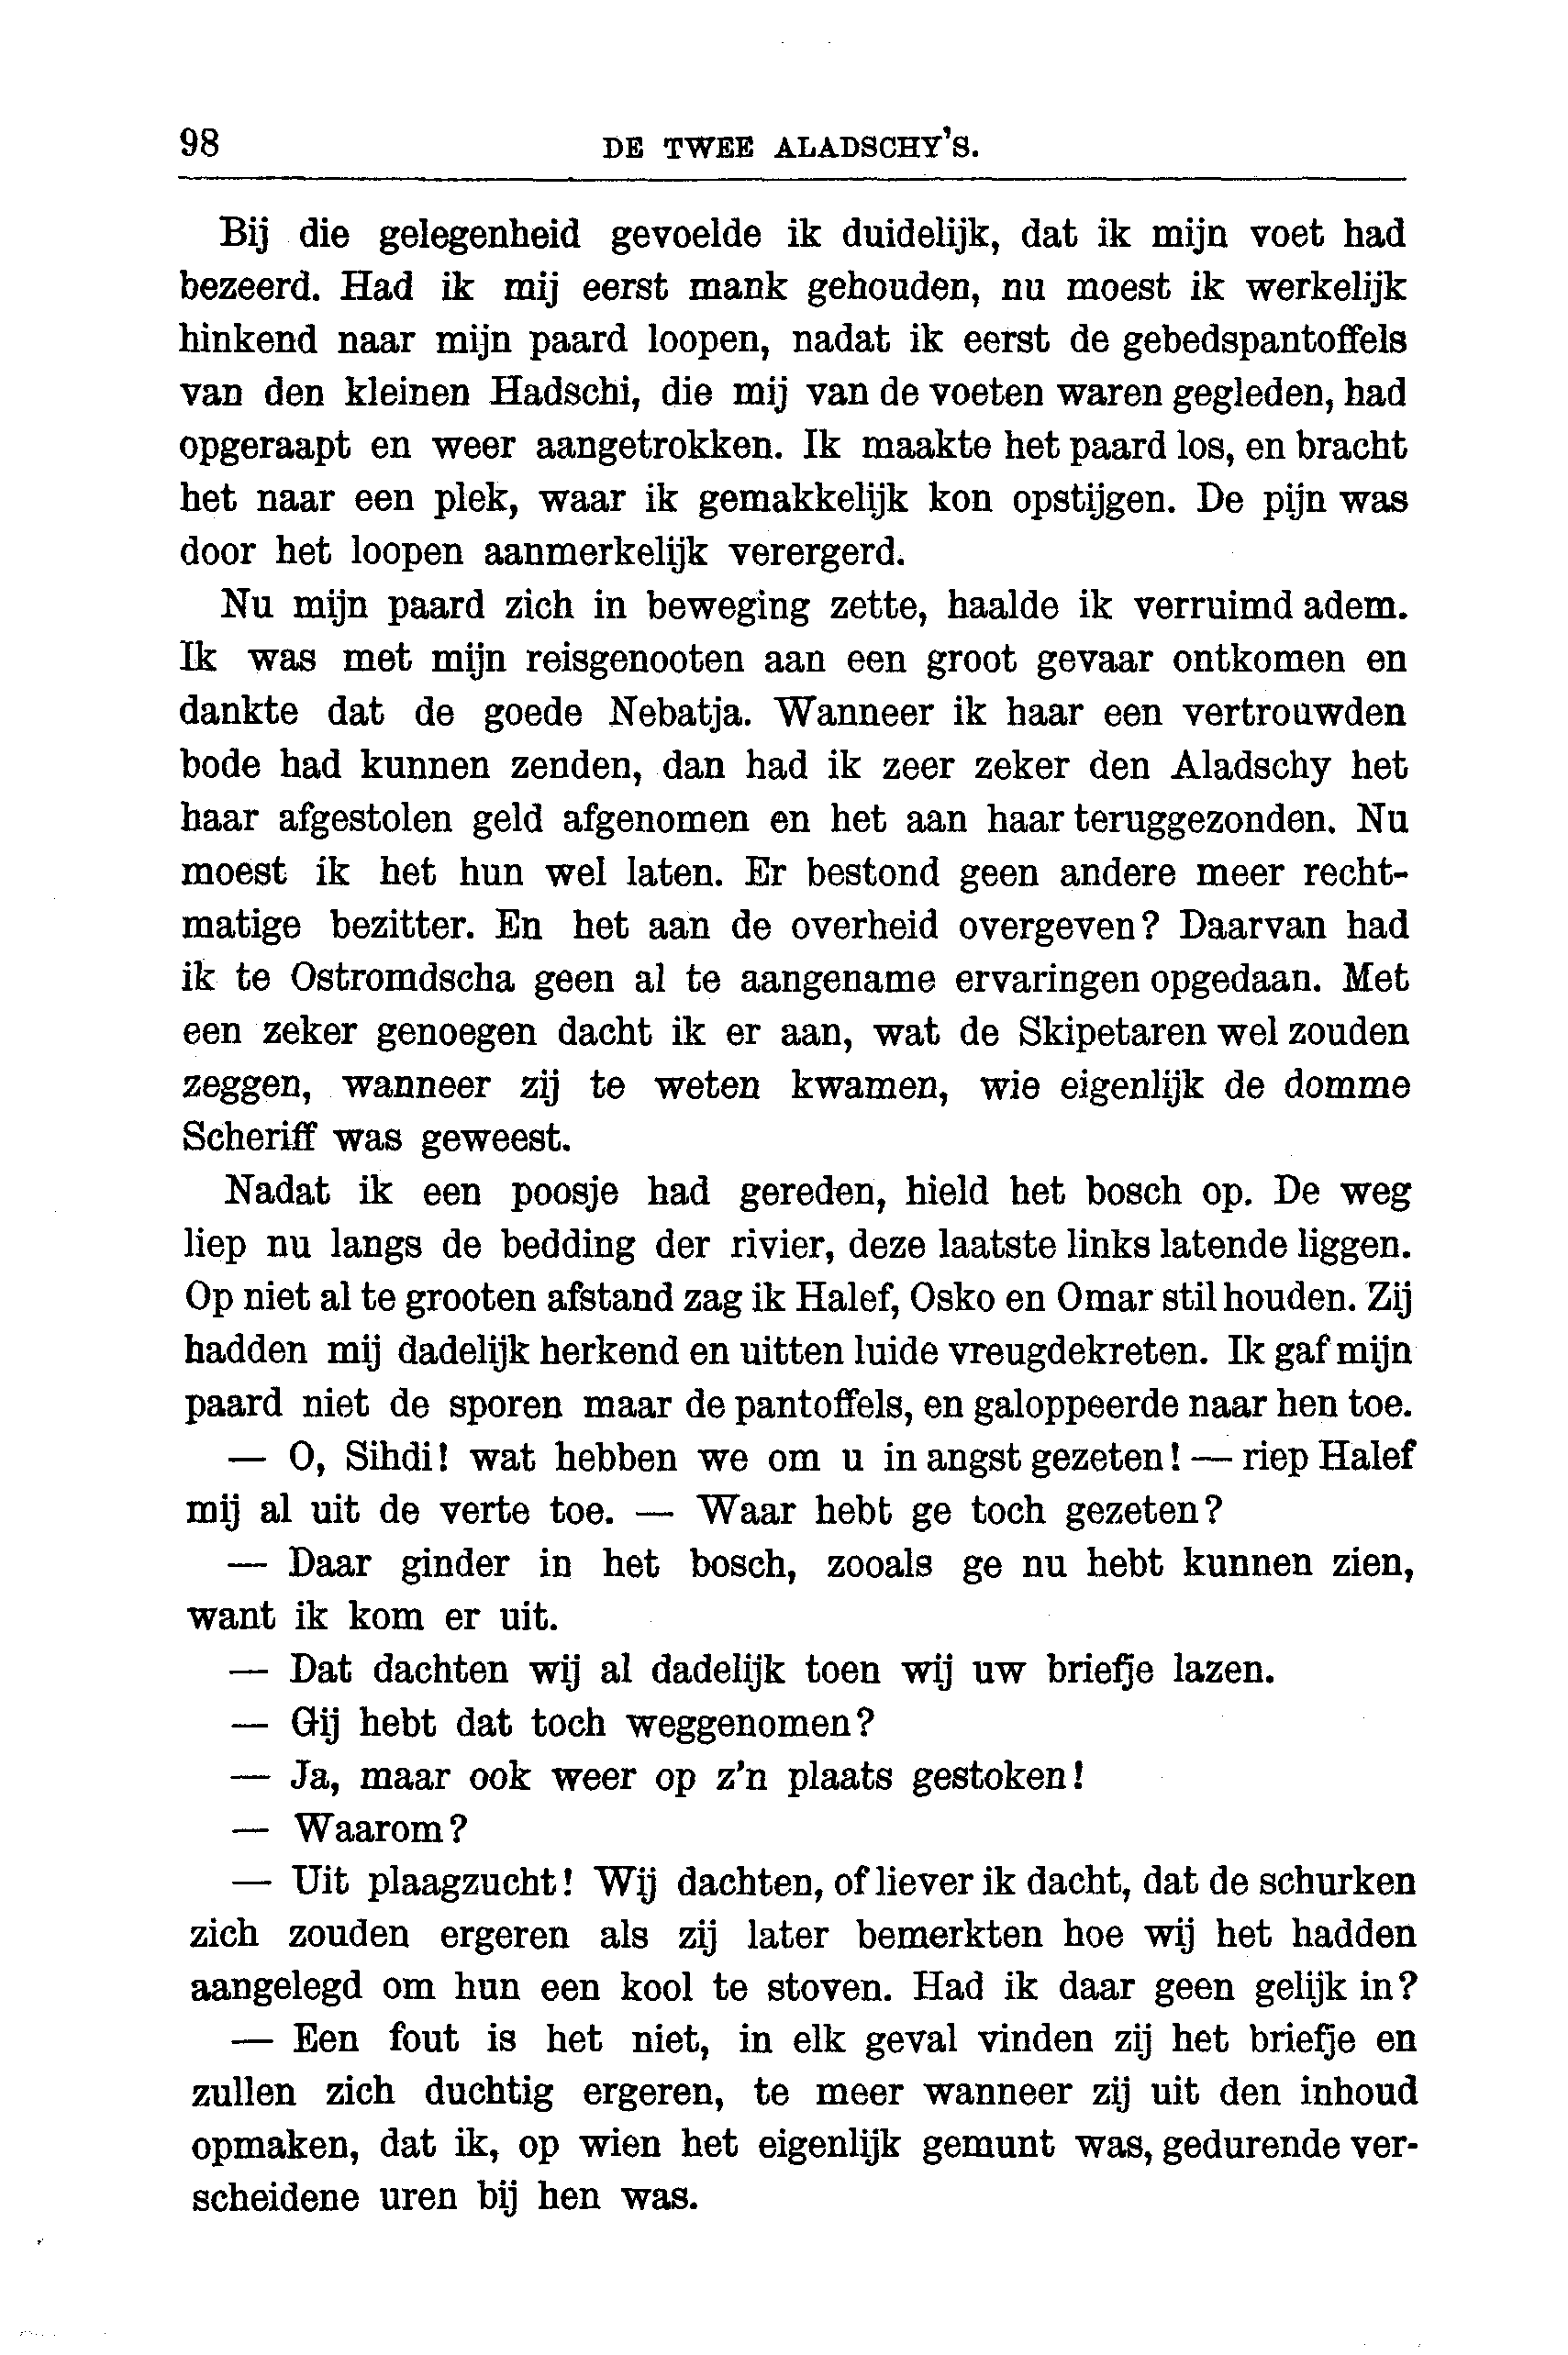 98 DE TWEE ALADSCHY'S.
Bij die gelegenheid gevoelde ik duidelijk, dat ik mijn voet had
bezeerd. Had ik mij eerst mank gehouden, nu moest ik werkelijk
hinkend naar mijn paard loopen, nadat ik eerst de gebedspantoffels
van den kleinen Hadschi, die mij van de voeten waren gegleden, had
opgeraapt en weer aangetrokken. Ik maakte het paard los, en bracht
het naar een plek, waar ik gemakkelijk kon opstijgen. De pijn was
door het loopen aanmerkelijk verergerd.
Nu mijn paard zich in beweging zette, haalde ik verruimd adem.
Ik was met mijn reisgenooten aan een groot gevaar ontkomen en
dankte dat de goede Nebatja. Wanneer ik haar een vertrouwden
bode had kunnen zenden, dan had ik zeer zeker den Aladschy het
haar afgestolen geld afgenomen en het aan haar teruggezonden. Nu
moest ik het hun wel laten. Er bestond geen andere meer recht-
matige bezitter. En het aan de overheid overgeven? Daarvan had
ik te Ostromdscha geen al te aangename ervaringen opgedaan. Met
een zeker genoegen dacht ik er aan, wat de Skipetaren wel zouden
zeggen, wanneer zij te weten kwamen, wie eigenlijk de domme
Scheriff was geweest.
Nadat ik een poosje had gereden, hield het bosch op. De weg
liep nu langs de bedding der rivier, deze laatste links latende liggen.
Op niet al te grooten afstand zag ik Halef, Osko en Omar stil houden. Zij
hadden mij dadelijk herkend en uitten luide vreugdekreten. Ik gaf mijn
paard niet de sporen maar de pantoffels, en galoppeerde naar hen toe.
— O, Sihdi! wat hebben we om u in angst gezeten! — riep Halef
mij al uit de verte toe. — Waar hebt ge toch gezeten?
— Daar ginder in het bosch, zooals ge nu hebt kunnen zien,
want ik kom er uit.
— Dat dachten wij al dadelijk toen wij uw briefje lazen.
— Gij hebt dat toch weggenomen?
— Ja, maar ook weer op z'n plaats gestoken!
— Waarom?
— Uit plaagzucht! Wij dachten, of liever ik dacht, dat de schurken
zich zouden ergeren als zij later bemerkten hoe wij het hadden
aangelegd om hun een kool te stoven. Had ik daar geen gelijk in?
— Een fout is het niet, in elk geval vinden zij het briefje en
zullen zich duchtig ergeren, te meer wanneer zij uit den inhoud
opmaken, dat ik, op wien het eigenlijk gemunt was, gedurende ver-
scheidene uren bij hen was.